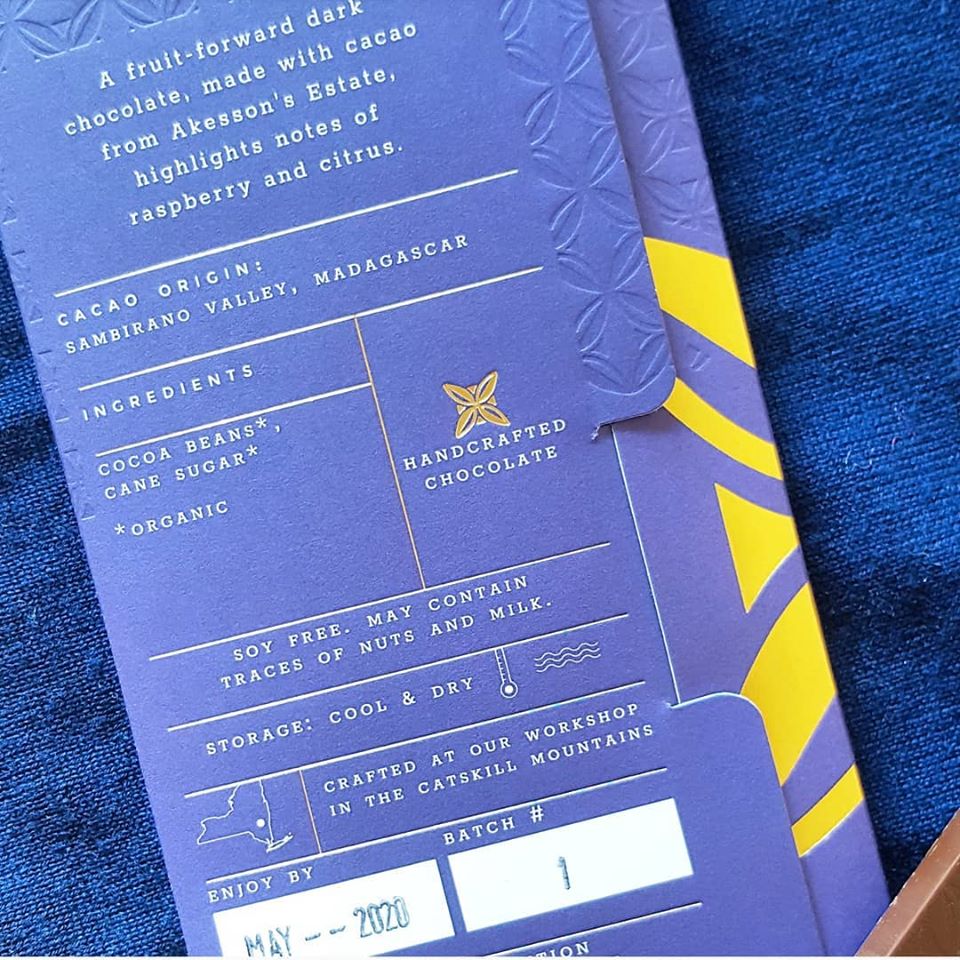 A fruit-forward dark
chocolate, made with cacao
from Akesson's Estate,
highlights notes of
raspberry and citrus.
CACAO ORIGIN:
SAMBIRANO VALLEY, MADAGASCAR
INGREDIENTS
COCOA BEANS*,
CANE SUGAR*
*ORGANIC
HANDCRAFTED
CHOCOLATE
SOY FREE. MAY CONTAIN
TRACES OF NUTS AND MILK.
STORAGE: COOL & DRY
CRAFTED AT OUR WORKSHOP
IN THE CATSKILL MOUNTAINS
ENJOY BY
BATCH #
MAY -- 2020
1